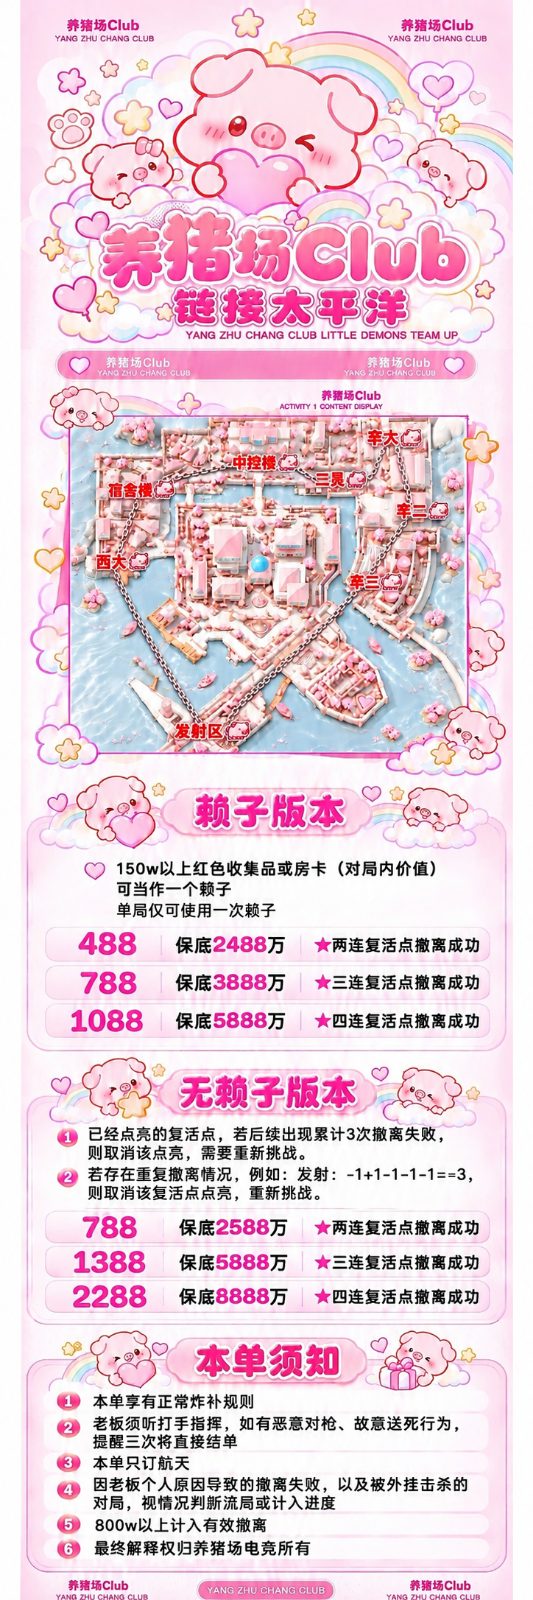 养猪场Club
YANG ZHU CHANG CLUB
养猪场Club
YANG ZHU CHANG CLUB
养猪场Club
链接太平洋
YANG ZHU CHANG CLUB LITTLE DEMONS TEAM UP
养猪场Club
YANG ZHU CHANG CLUB
养猪场Club
YANG ZHU CHANG CLUB
养猪场Club
ACTIVITY 1 CONTENT DISPLAY
卒大
中控楼
三晃
宿舍楼
卒二
西大
卒三
发射区
赖子版本
150w以上红色收集品或房卡（对局内价值）
可当作一个赖子
单局仅可使用一次赖子
488 保底2488万 ★两连复活点撤离成功
788 保底3888万 ★三连复活点撤离成功
1088 保底5888万 ★四连复活点撤离成功
无赖子版本
1 已经点亮的复活点，若后续出现累计3次撤离失败，
则取消该点亮，需要重新挑战。
2 若存在重复撤离情况，例如：发射：-1+1-1-1-1==3，
则取消该复活点点亮，重新挑战。
788 保底2588万 ★两连复活点撤离成功
1388 保底5888万 ★三连复活点撤离成功
2288 保底8888万 ★四连复活点撤离成功
本单须知
1 本单享有正常炸补规则
2 老板须听打手指挥，如有恶意对枪、故意送死行为，
提醒三次将直接结单
3 本单只订航天
4 因老板个人原因导致的撤离失败，以及被外挂击杀的
对局，视情况判新流局或计入进度
5 800w以上计入有效撤离
6 最终解释权归养猪场电竞所有
养猪场Club
YANG ZHU CHANG CLUB
YANG ZHU CHANG CLUB
养猪场Club
YANG ZHU CHANG CLUB